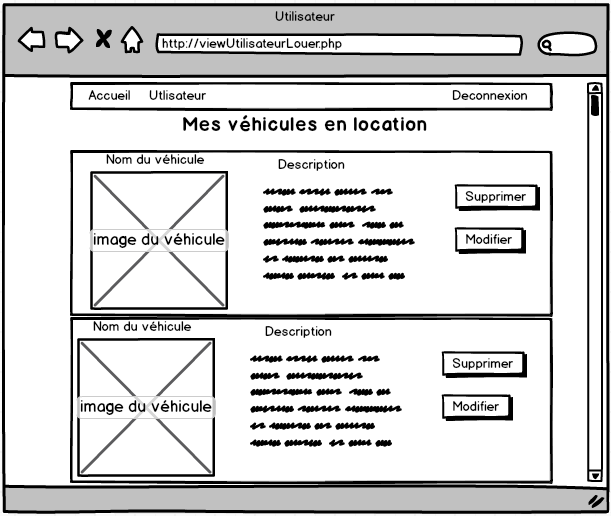 Utilisateur
http://viewUtilisateurLouer.php
Accueil Utlisateur Deconnexion
Mes véhicules en location
Nom du véhicule
Description
image du véhicule
Supprimer
Modifier
Nom du véhicule
Description
image du véhicule
Supprimer
Modifier